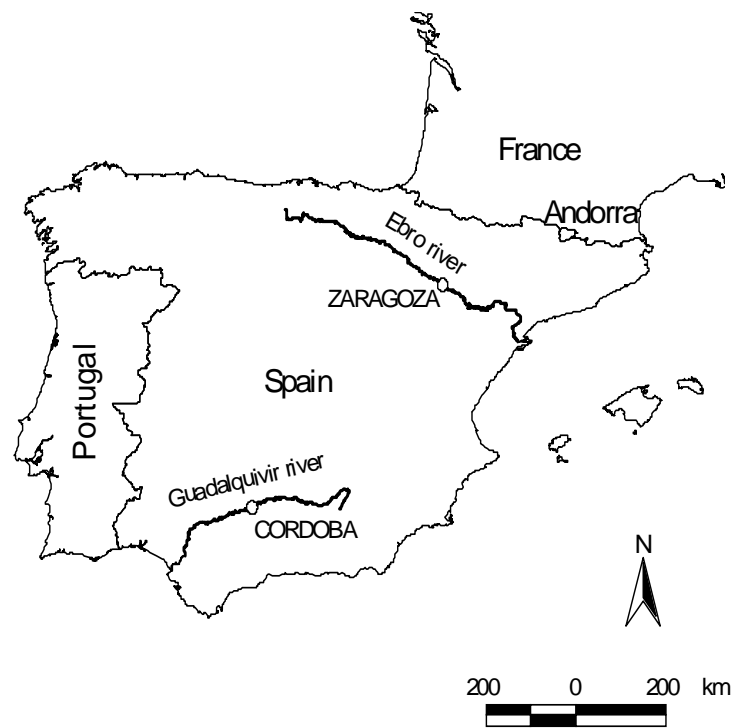 France
Andorra
Ebro river
ZARAGOZA
Spain
Portugal
Guadalquivir river
CORDOBA
N
200 0 200 km